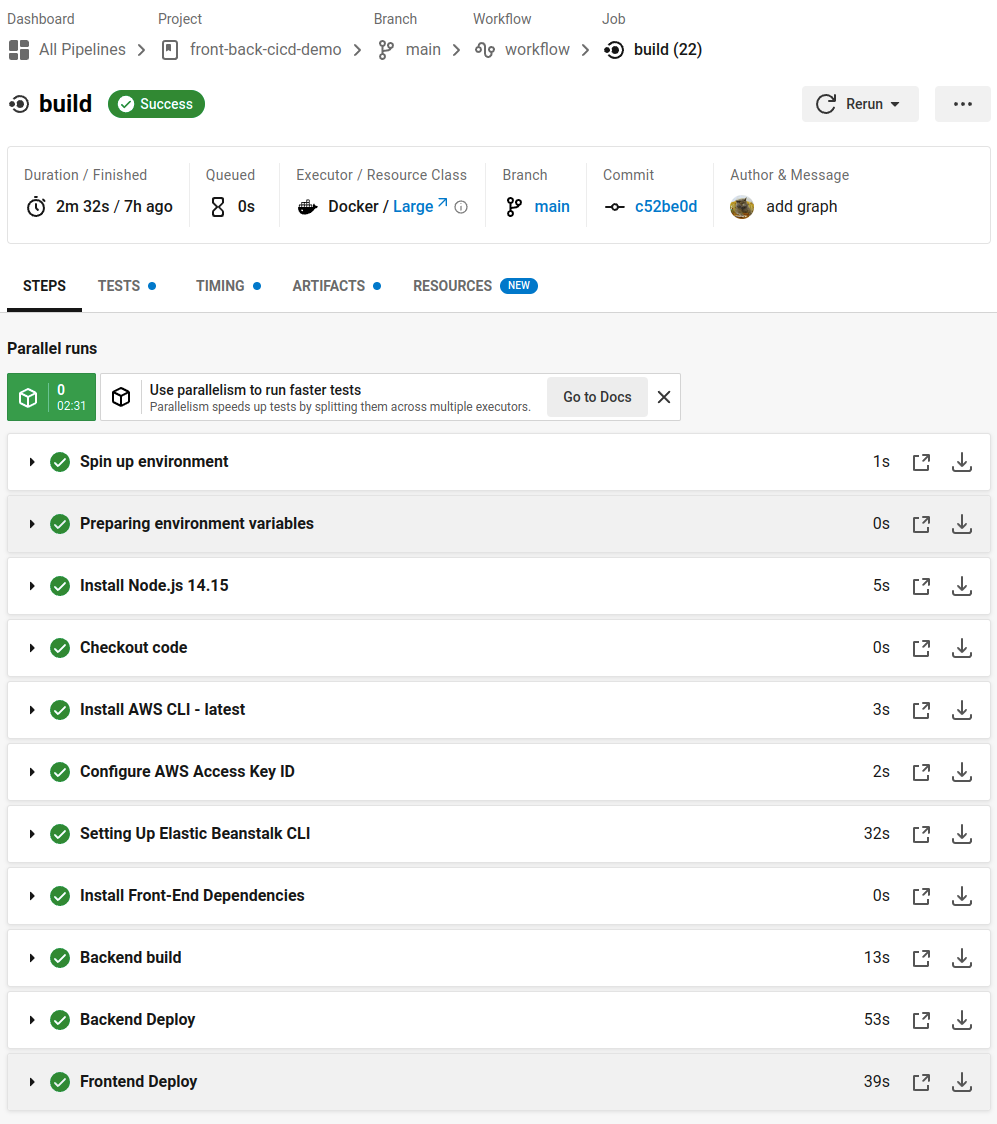 Dashboard Project Branch Workflow Job
All Pipelines front-back-cicd-demo main workflow build (22)
build Success Rerun
Duration / Finished Queued Executor / Resource Class Branch Commit Author & Message
2m 32s / 7h ago 0s Docker / Large main c52be0d add graph
STEPS TESTS TIMING ARTIFACTS RESOURCES NEW
Parallel runs
0
02:31
Use parallelism to run faster tests
Parallelism speeds up tests by splitting them across multiple executors.
Go to Docs
Spin up environment 1s
Preparing environment variables 0s
Install Node.js 14.15 5s
Checkout code 0s
Install AWS CLI - latest 3s
Configure AWS Access Key ID 2s
Setting Up Elastic Beanstalk CLI 32s
Install Front-End Dependencies 0s
Backend build 13s
Backend Deploy 53s
Frontend Deploy 39s